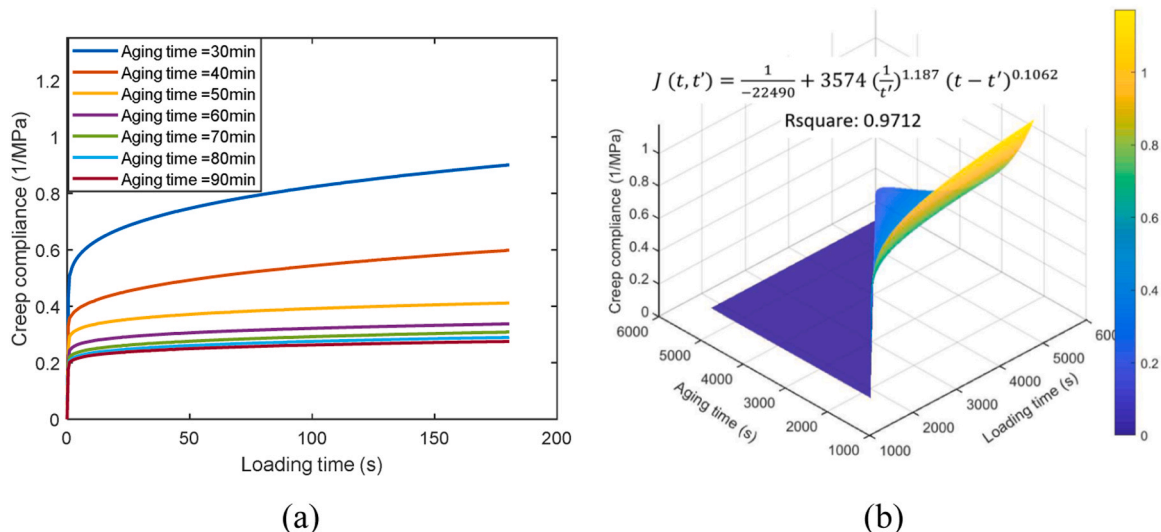 Aging time =30min
Aging time =40min
Aging time =50min
Aging time =60min
Aging time =70min
Aging time =80min
Aging time =90min
Creep compliance (1/MPa)
1.2
1
0.8
0.6
0.4
0.2
0
0 50 100 150 200
Loading time (s)
(a)
J (t, t′) = 1/−22490 + 3574 (1/t′)^1.187 (t − t′)^0.1062
Rsquare: 0.9712
Creep compliance (1/MPa)
1
0.8
0.6
0.4
0.2
0
6000
5000
4000
3000
2000
1000
Aging time (s)
1000
2000
3000
4000
5000
600
Loading time (s)
1
0.8
0.6
0.4
0.2
0
(b)